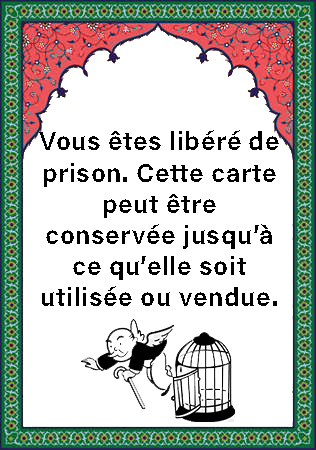 Vous êtes libéré de
prison. Cette carte
peut être
conservée jusqu'à
ce qu'elle soit
utilisée ou vendue.